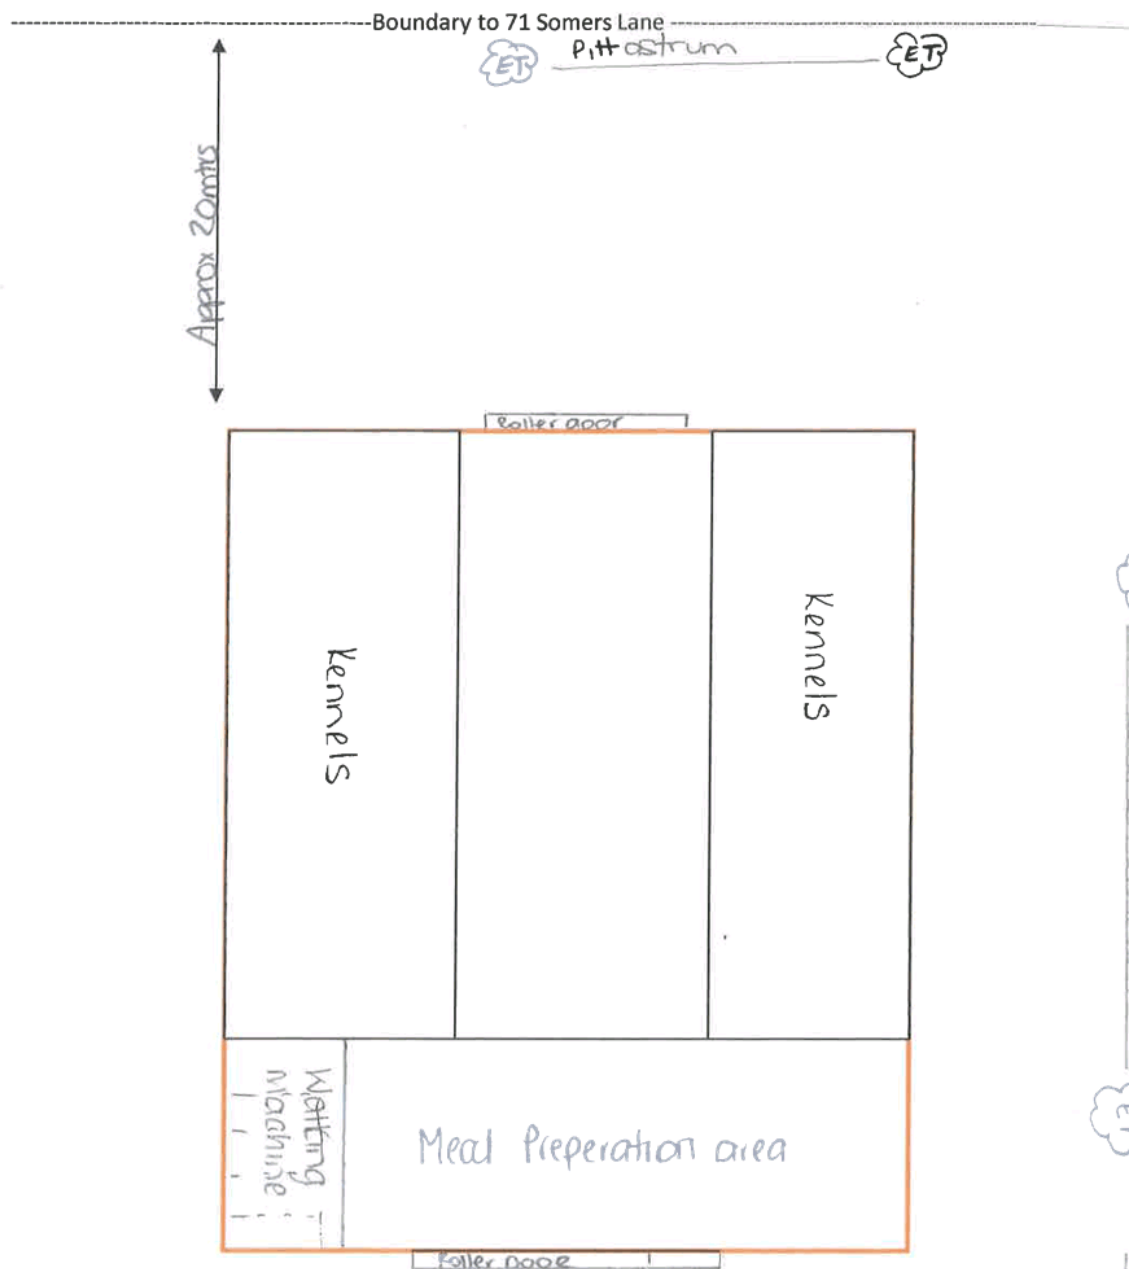 Boundary to 71 Somers Lane
ET Pittostrum ET
Approx 20mtrs
Roller door
Kennels
Kennels
Walking
Machine
Meal Preperation area
ET
Roller Door